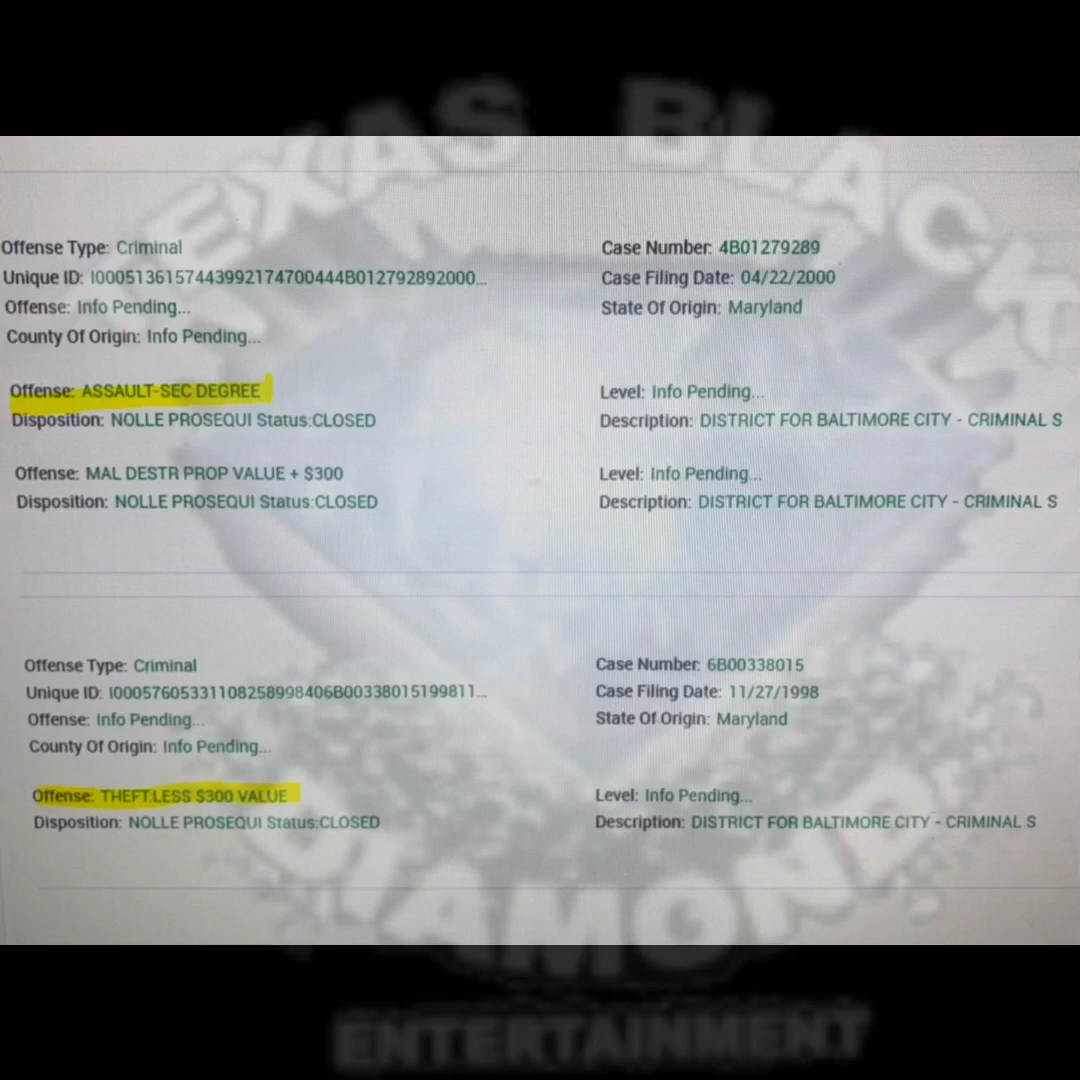 TEXAS BLACK
Offense Type: Criminal
Case Number: 4B01279289
Unique ID: I00051361574439921747004444B012792892000...
Case Filing Date: 04/22/2000
Offense: Info Pending...
State Of Origin: Maryland
County Of Origin: Info Pending...
Offense: ASSAULT-SEC DEGREE
Level: Info Pending...
Disposition: NOLLE PROSEQUI Status:CLOSED
Description: DISTRICT FOR BALTIMORE CITY - CRIMINAL S
Offense: MAL DESTR PROP VALUE + $300
Level: Info Pending...
Disposition: NOLLE PROSEQUI Status:CLOSED
Description: DISTRICT FOR BALTIMORE CITY - CRIMINAL S
Offense Type: Criminal
Case Number: 6B00338015
Unique ID: I00057605331108258998406B00338015199811...
Case Filing Date: 11/27/1998
Offense: Info Pending...
State Of Origin: Maryland
County Of Origin: Info Pending...
Offense: THEFT:LESS $300 VALUE
Level: Info Pending...
Disposition: NOLLE PROSEQUI Status:CLOSED
Description: DISTRICT FOR BALTIMORE CITY - CRIMINAL S
DIAMOND
ENTERTAINMENT